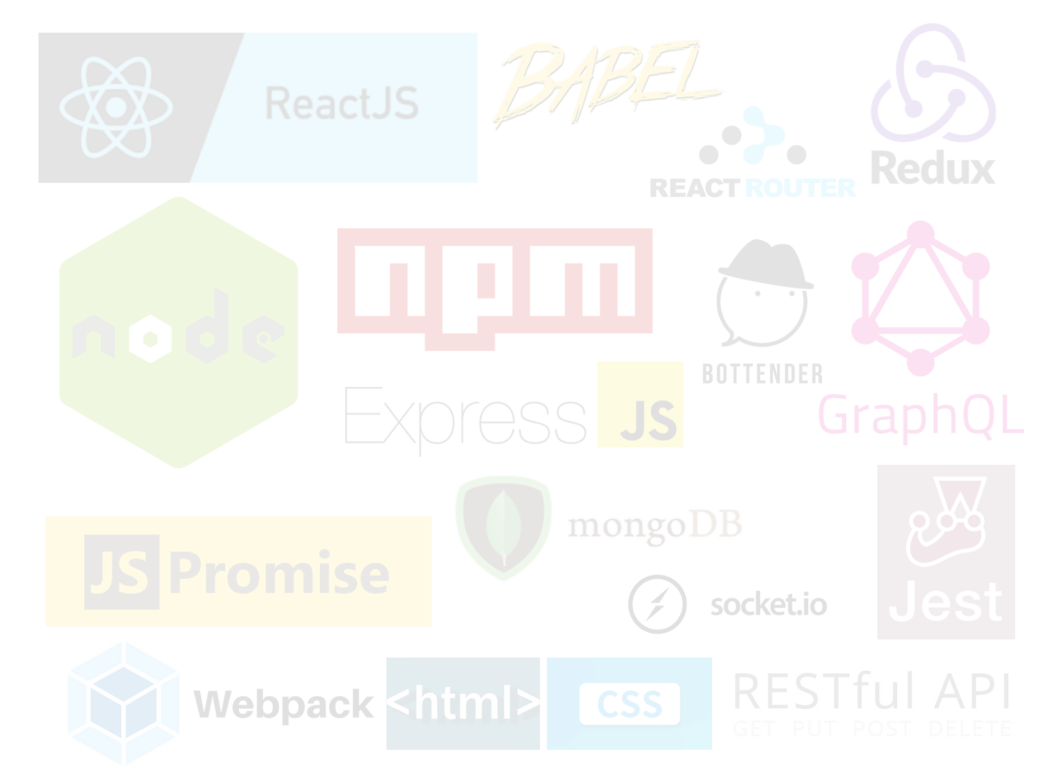 ReactJS
BABEL
REACT ROUTER
Redux
node
npm
BOTTENDER
GraphQL
Express
JS
mongoDB
JS Promise
socket.io
Jest
Webpack
<html>
CSS
RESTful API
GET PUT POST DELETE